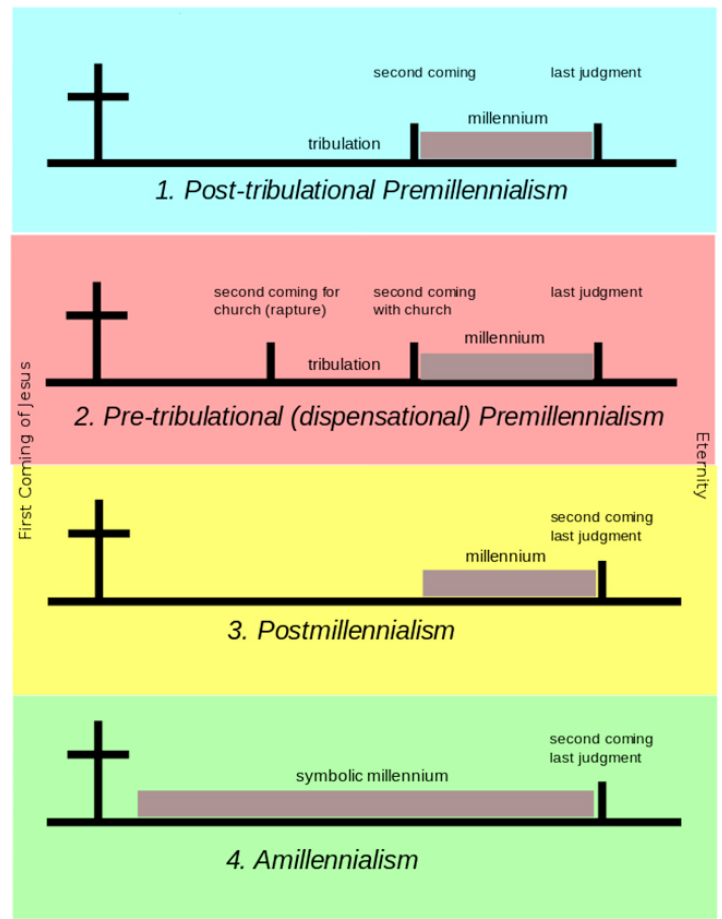 second coming
last judgment
millennium
tribulation
1. Post-tribulational Premillennialism
second coming for
church (rapture)
second coming
with church
last judgment
millennium
tribulation
2. Pre-tribulational (dispensational) Premillennialism
First Coming of Jesus
Eternity
second coming
last judgment
millennium
3. Postmillennialism
second coming
last judgment
symbolic millennium
4. Amillennialism